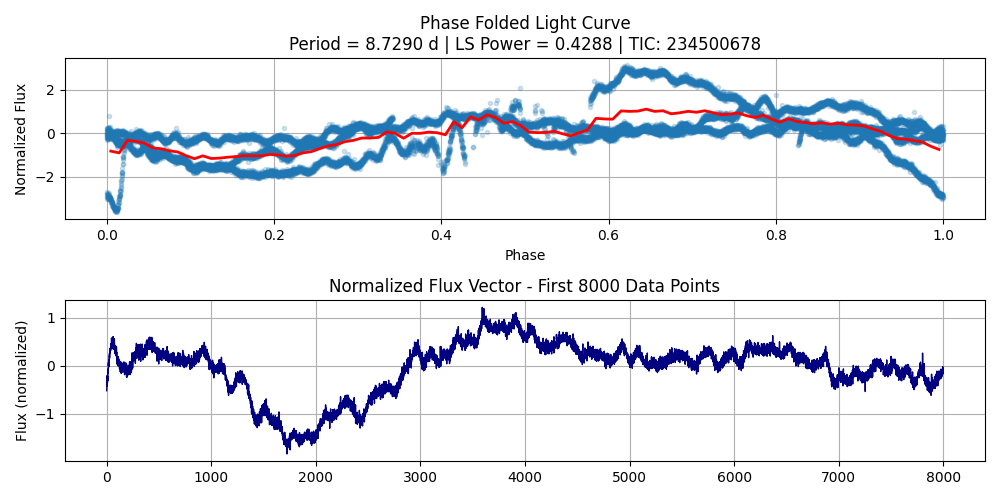 Phase Folded Light Curve
Period = 8.7290 d | LS Power = 0.4288 | TIC: 234500678
Normalized Flux
2
0
−2
0.0 0.2 0.4 0.6 0.8 1.0
Phase
Normalized Flux Vector - First 8000 Data Points
Flux (normalized)
1
0
−1
0 1000 2000 3000 4000 5000 6000 7000 8000